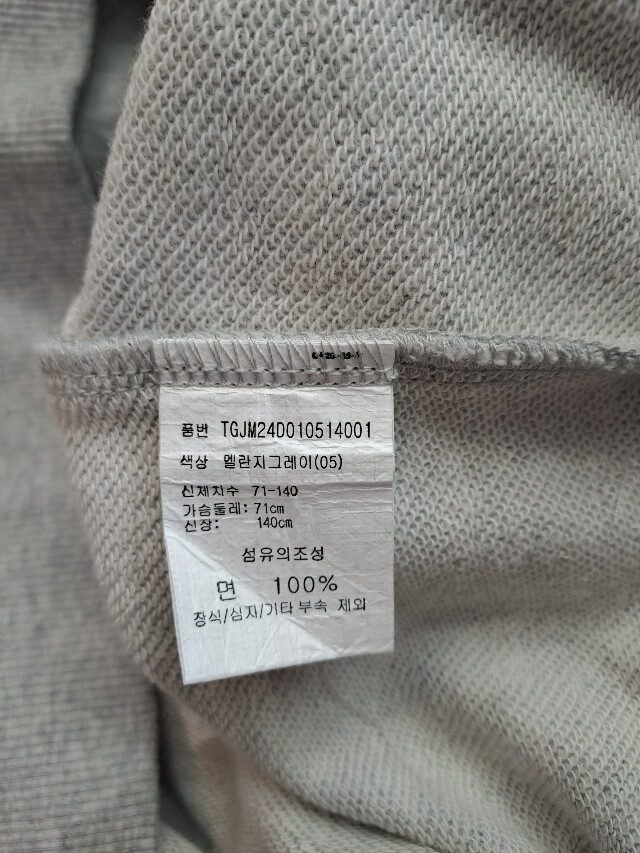 품번 TGJM24D010514001
색상 멜란지그레이(05)
신체치수 71-140
가슴둘레: 71cm
신장: 140cm
섬유의조성
면 100%
장식/심지/기타 부속 제외